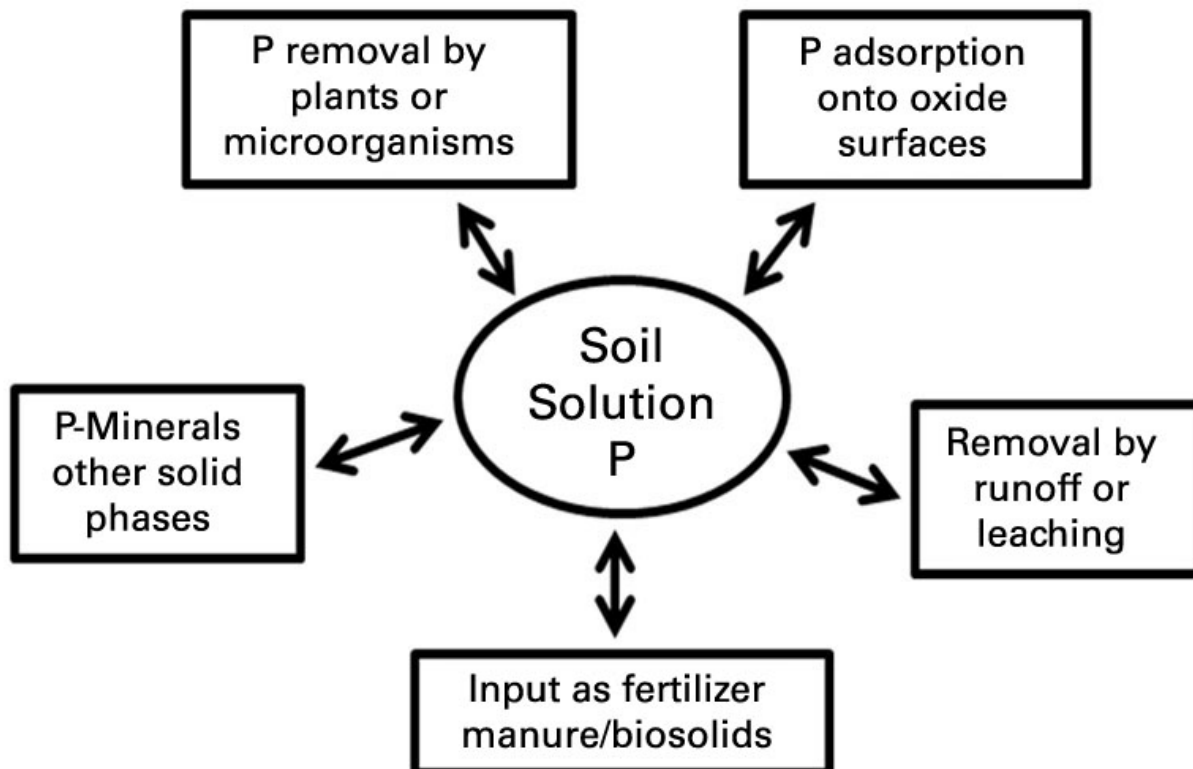 P removal by
plants or
microorganisms
P adsorption
onto oxide
surfaces
Soil
Solution
P
P-Minerals
other solid
phases
Removal by
runoff or
leaching
Input as fertilizer
manure/biosolids